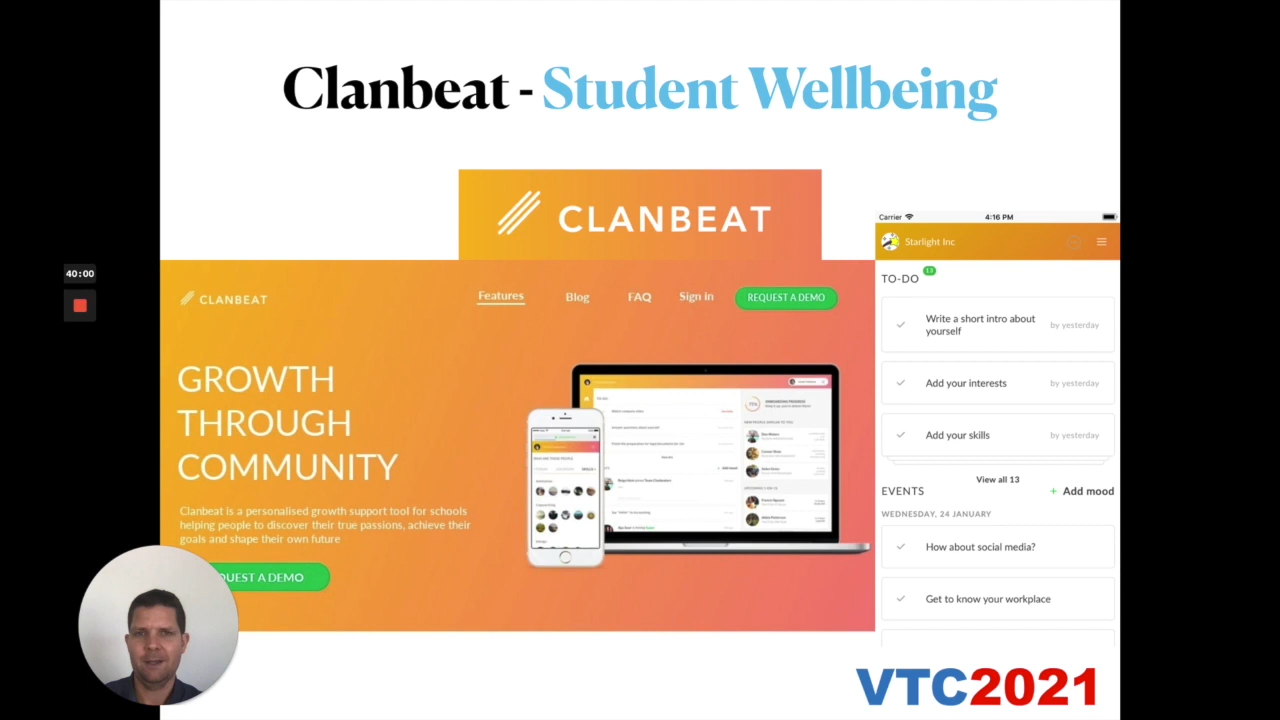 Clanbeat - Student Wellbeing
CLANBEAT
40:00
CLANBEAT
Features
Blog
FAQ
Sign in
REQUEST A DEMO
GROWTH
THROUGH
COMMUNITY
Clanbeat is a personalised growth support tool for schools
helping people to discover their true passions, achieve their
goals and shape their own future
UEST A DEMO
Carrier
4:16 PM
Starlight Inc
TO-DO 13
Write a short intro about
yourself
by yesterday
Add your interests
by yesterday
Add your skills
by yesterday
View all 13
EVENTS
+ Add mood
WEDNESDAY, 24 JANUARY
How about social media?
Get to know your workplace
VTC2021